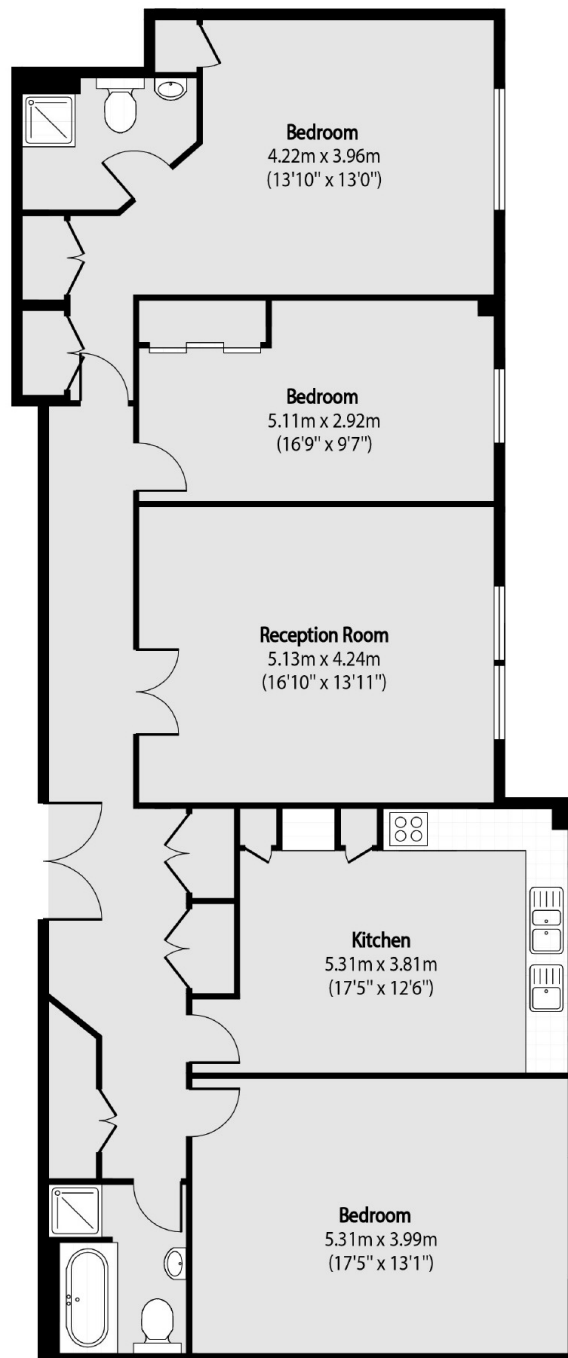 Bedroom
4.22m x 3.96m
(13'10" x 13'0")
Bedroom
5.11m x 2.92m
(16'9" x 9'7")
Reception Room
5.13m x 4.24m
(16'10" x 13'11")
Kitchen
5.31m x 3.81m
(17'5" x 12'6")
Bedroom
5.31m x 3.99m
(17'5" x 13'1")